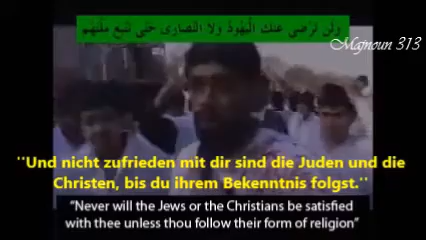 ولن ترضى عنك اليهود ولا النصارى حتى تتبع ملتهم
Majnoun 313
''Und nicht zufrieden mit dir sind die Juden und die
Christen, bis du ihrem Bekenntnis folgst.''
“Never will the Jews or the Christians be satisfied
with thee unless thou follow their form of religion”